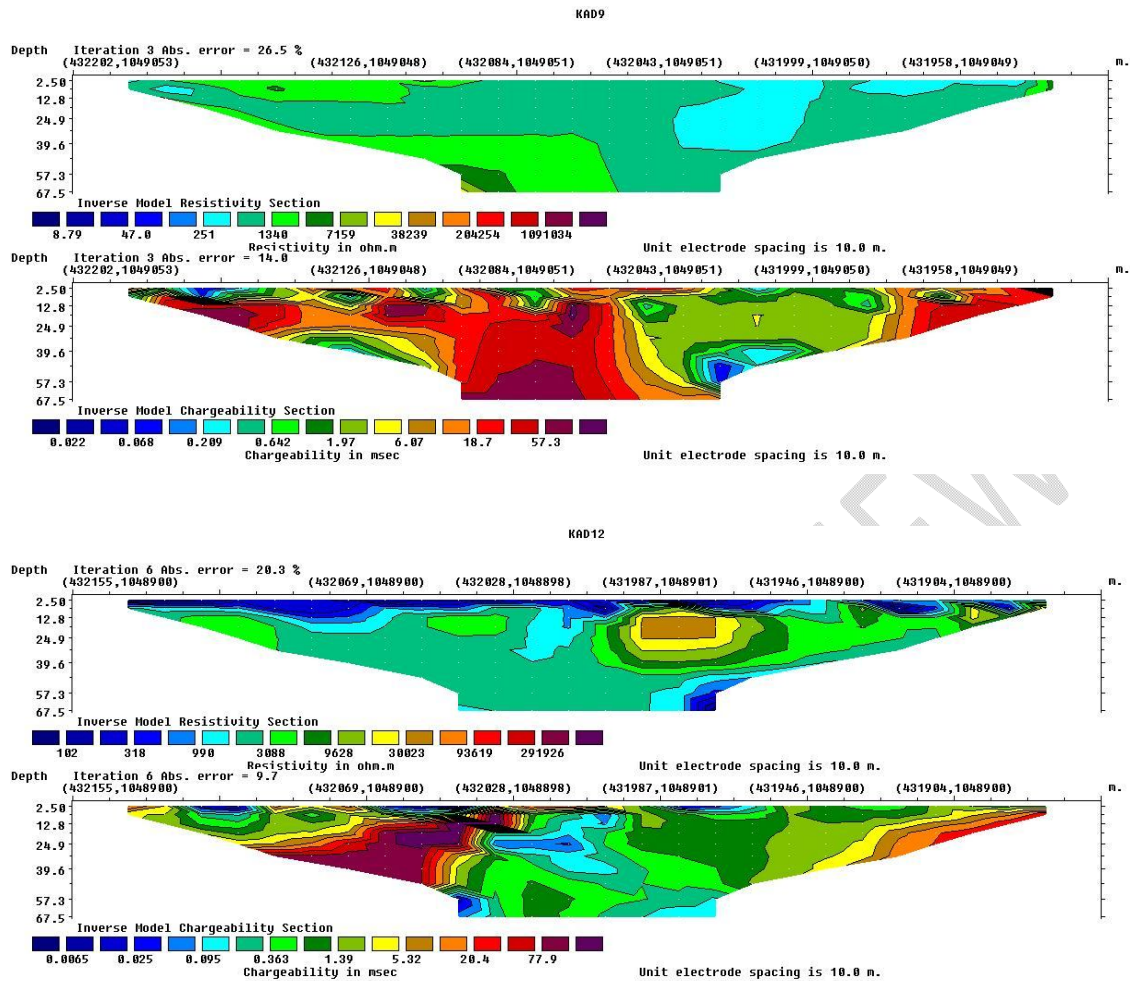 KAD9
Depth Iteration 3 Abs. error = 26.5 %
(432202,1049053) (432126,1049048) (432084,1049051) (432043,1049051) (431999,1049050) (431958,1049049) m.
2.50
12.8
24.9
39.6
57.3
67.5
Inverse Model Resistivity Section
8.79 47.0 251 1340 7159 38239 204254 1091034
Resistivity in ohm.m Unit electrode spacing is 10.0 m.
Depth Iteration 3 Abs. error = 14.0
(432202,1049053) (432126,1049048) (432084,1049051) (432043,1049051) (431999,1049050) (431958,1049049) m.
2.50
12.8
24.9
39.6
57.3
67.5
Inverse Model Chargeability Section
0.022 0.068 0.209 0.642 1.97 6.07 18.7 57.3
Chargeability in msec Unit electrode spacing is 10.0 m.
KAD12
Depth Iteration 6 Abs. error = 20.3 %
(432155,1048900) (432069,1048900) (432028,1048898) (431987,1048901) (431946,1048900) (431904,1048900) m.
2.50
12.8
24.9
39.6
57.3
67.5
Inverse Model Resistivity Section
102 318 990 3088 9628 30023 93619 291926
Resistivity in ohm.m Unit electrode spacing is 10.0 m.
Depth Iteration 6 Abs. error = 9.7
(432155,1048900) (432069,1048900) (432028,1048898) (431987,1048901) (431946,1048900) (431904,1048900) m.
2.50
12.8
24.9
39.6
57.3
67.5
Inverse Model Chargeability Section
0.0065 0.025 0.095 0.363 1.39 5.32 20.4 77.9
Chargeability in msec Unit electrode spacing is 10.0 m.